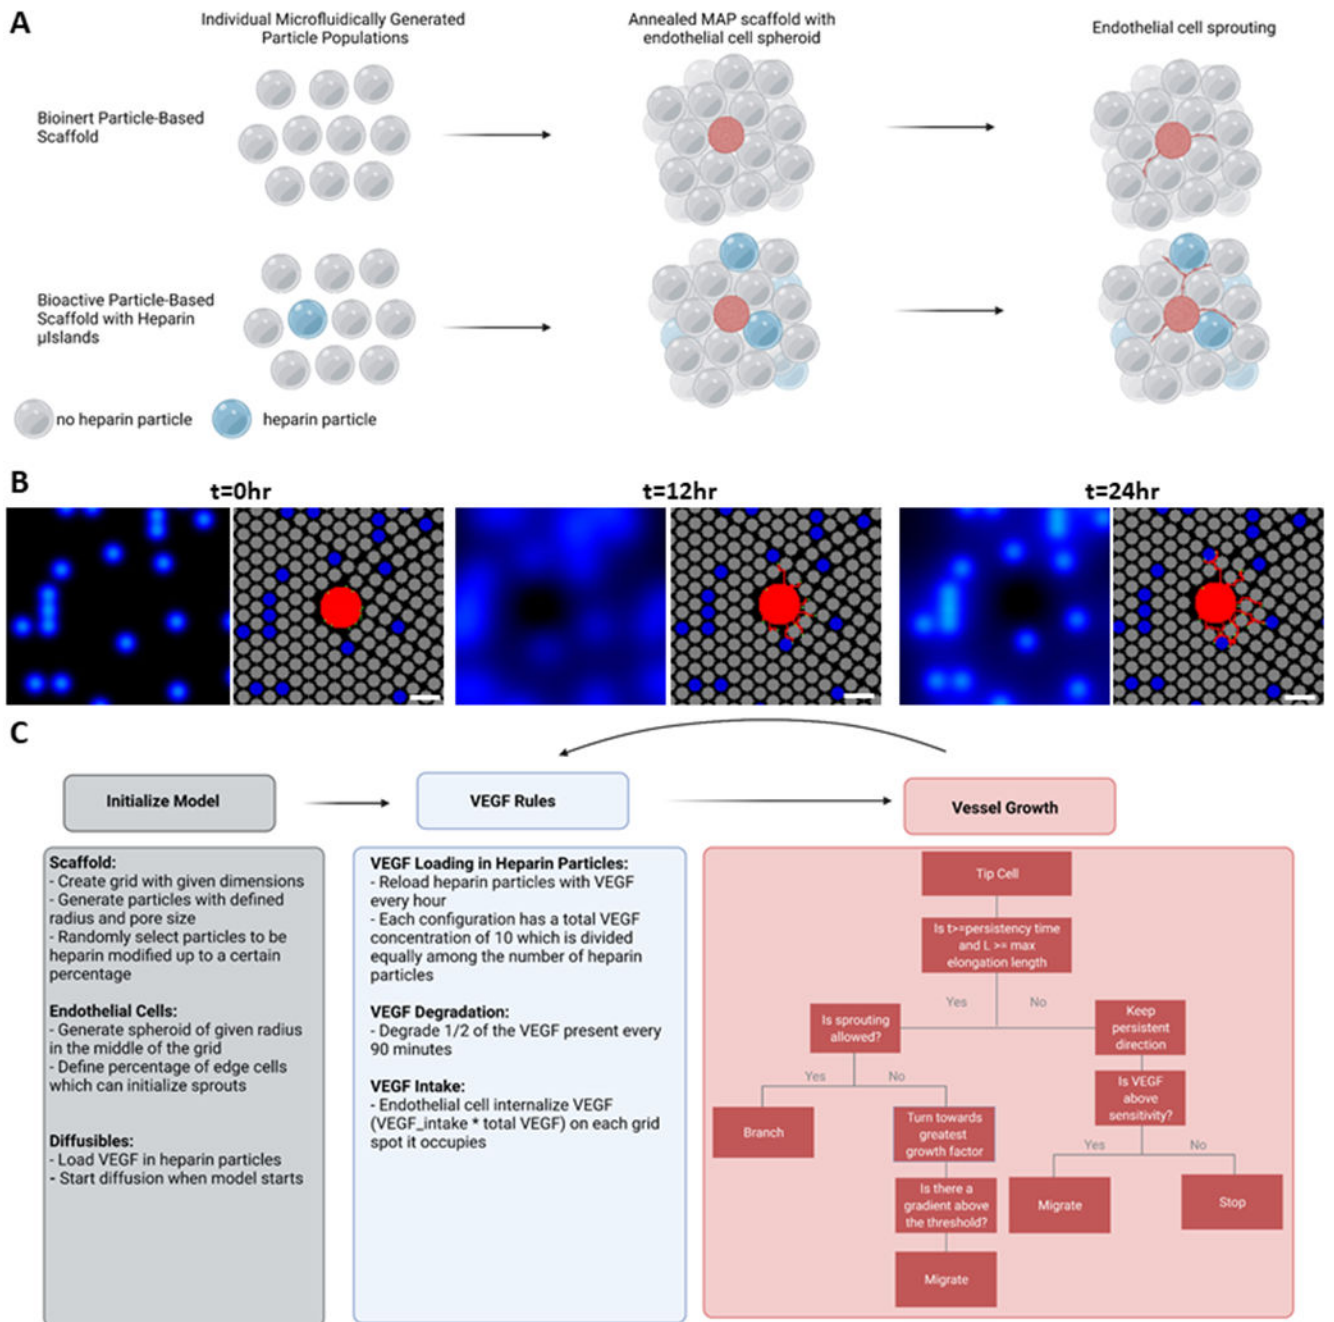 A
Individual Microfluidically Generated
Particle Populations
Annealed MAP scaffold with
endothelial cell spheroid
Endothelial cell sprouting
Bioinert Particle-Based
Scaffold
Bioactive Particle-Based
Scaffold with Heparin
µIslands
no heparin particle
heparin particle
B
t=0hr
t=12hr
t=24hr
C
Initialize Model
VEGF Rules
Vessel Growth
Scaffold:
- Create grid with given dimensions
- Generate particles with defined
radius and pore size
- Randomly select particles to be
heparin modified up to a certain
percentage
Endothelial Cells:
- Generate spheroid of given radius
in the middle of the grid
- Define percentage of edge cells
which can initialize sprouts
Diffusibles:
- Load VEGF in heparin particles
- Start diffusion when model starts
VEGF Loading in Heparin Particles:
- Reload heparin particles with VEGF
every hour
- Each configuration has a total VEGF
concentration of 10 which is divided
equally among the number of heparin
particles
VEGF Degradation:
- Degrade 1/2 of the VEGF present every
90 minutes
VEGF Intake:
- Endothelial cell internalize VEGF
(VEGF_intake * total VEGF) on each grid
spot it occupies
Tip Cell
Is t>=persistency time
and L >= max
elongation length
Yes
No
Is sprouting
allowed?
Keep
persistent
direction
Yes
No
Is VEGF
above
sensitivity?
Branch
Turn towards
greatest
growth factor
Yes
No
Is there a
gradient above
the threshold?
Migrate
Stop
Migrate